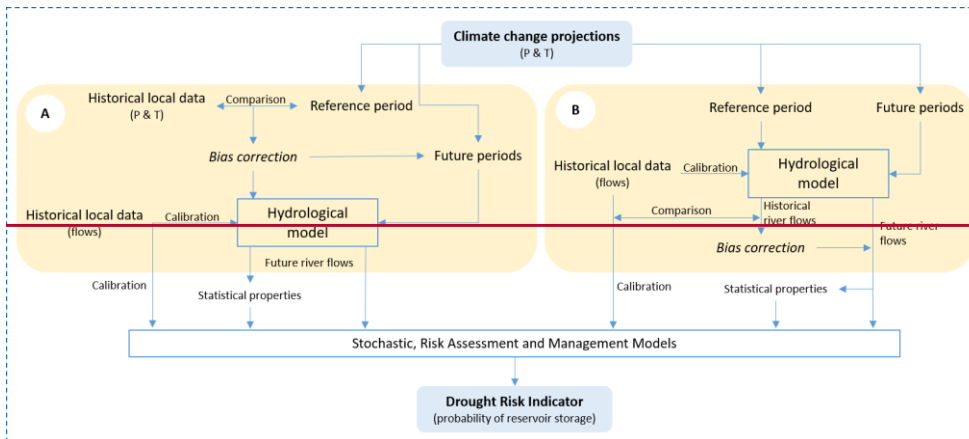 Climate change projections
(P & T)
A
Historical local data
(P & T)
Comparison
Reference period
Bias correction
Future periods
Historical local data
(flows)
Calibration
Hydrological
model
Future river flows
Calibration
Statistical properties
B
Reference period
Future periods
Historical local data
(flows)
Calibration
Hydrological
model
Comparison
Historical
river flows
Future river
flows
Bias correction
Calibration
Statistical properties
Stochastic, Risk Assessment and Management Models
Drought Risk Indicator
(probability of reservoir storage)